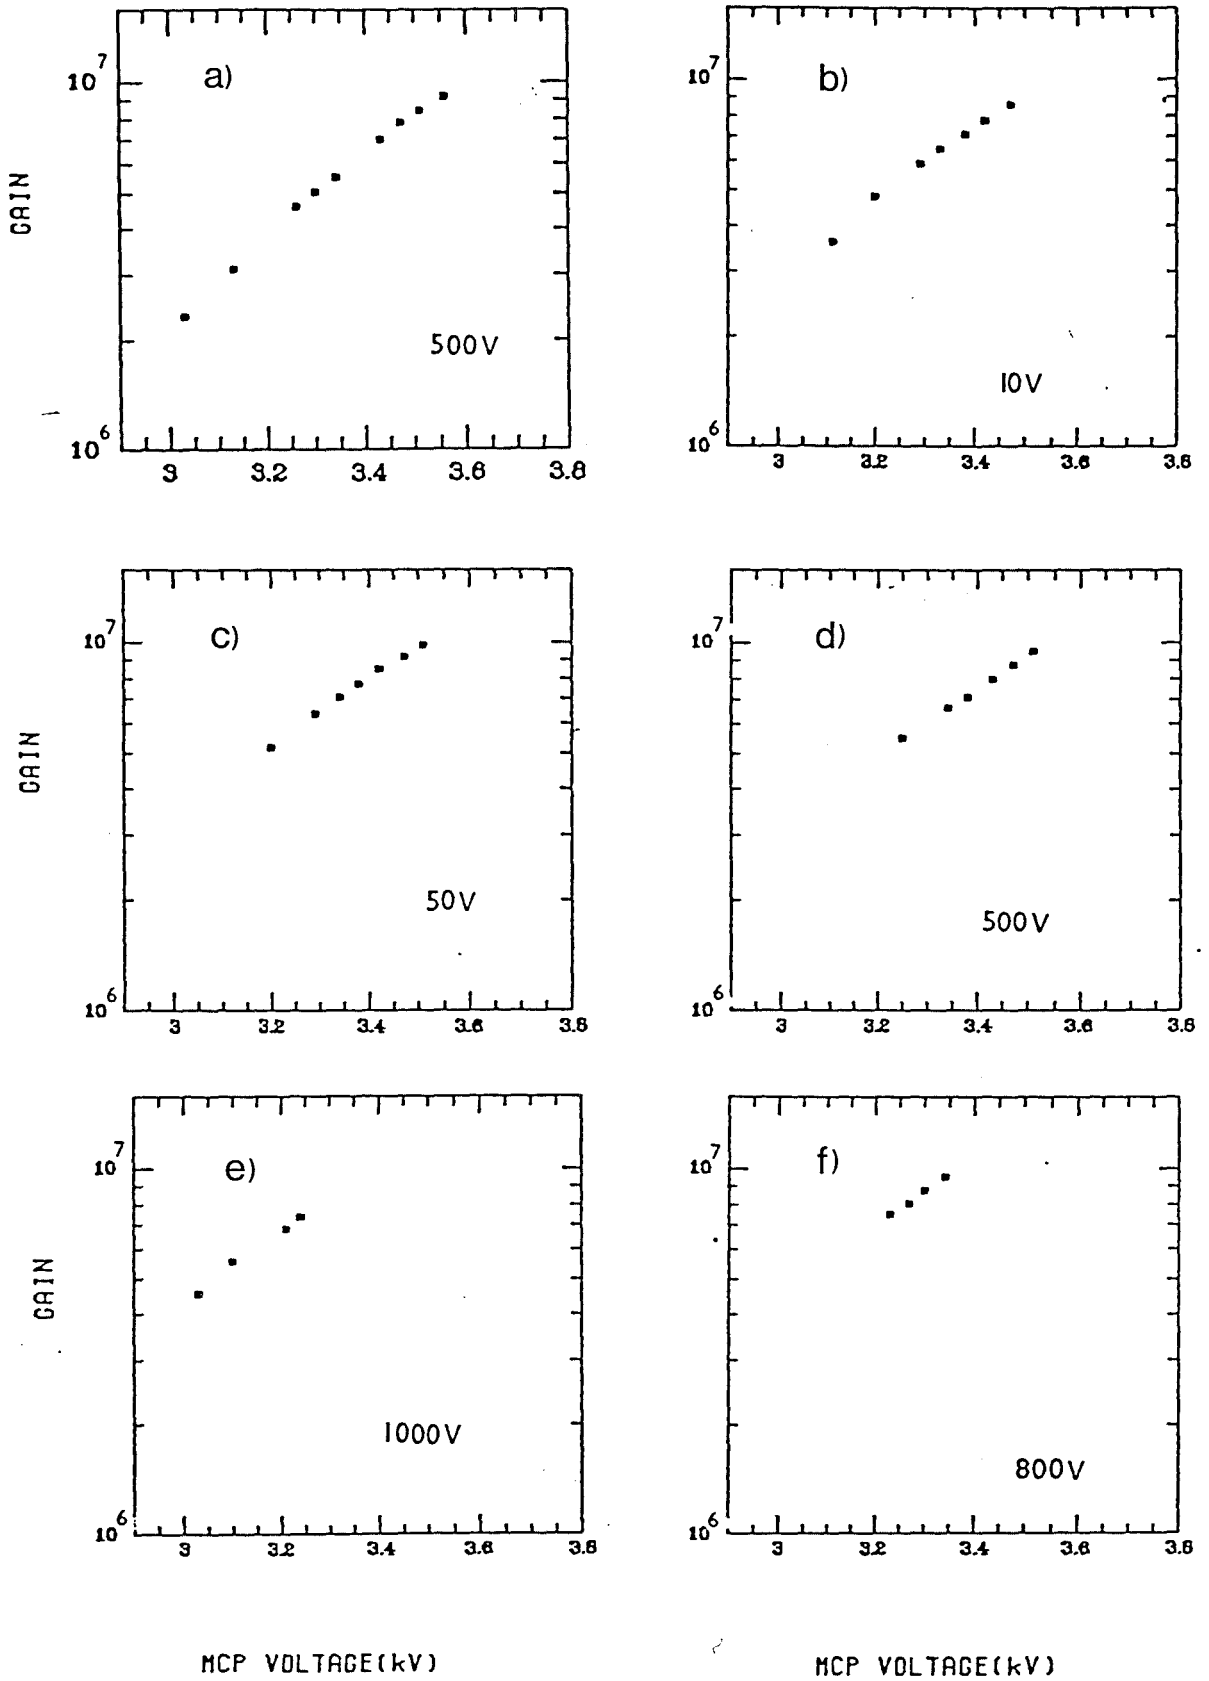 a)
b)
10^7
10^7
GAIN
500V
10V
10^6
10^6
3 3.2 3.4 3.6 3.8
3 3.2 3.4 3.6 3.8
c)
d)
10^7
10^7
GAIN
50V
500V
10^6
10^6
3 3.2 3.4 3.6 3.8
3 3.2 3.4 3.6 3.8
e)
f)
10^7
10^7
GAIN
1000V
800V
10^6
10^6
3 3.2 3.4 3.6 3.8
3 3.2 3.4 3.6 3.8
MCP VOLTAGE(kV)
MCP VOLTAGE(kV)